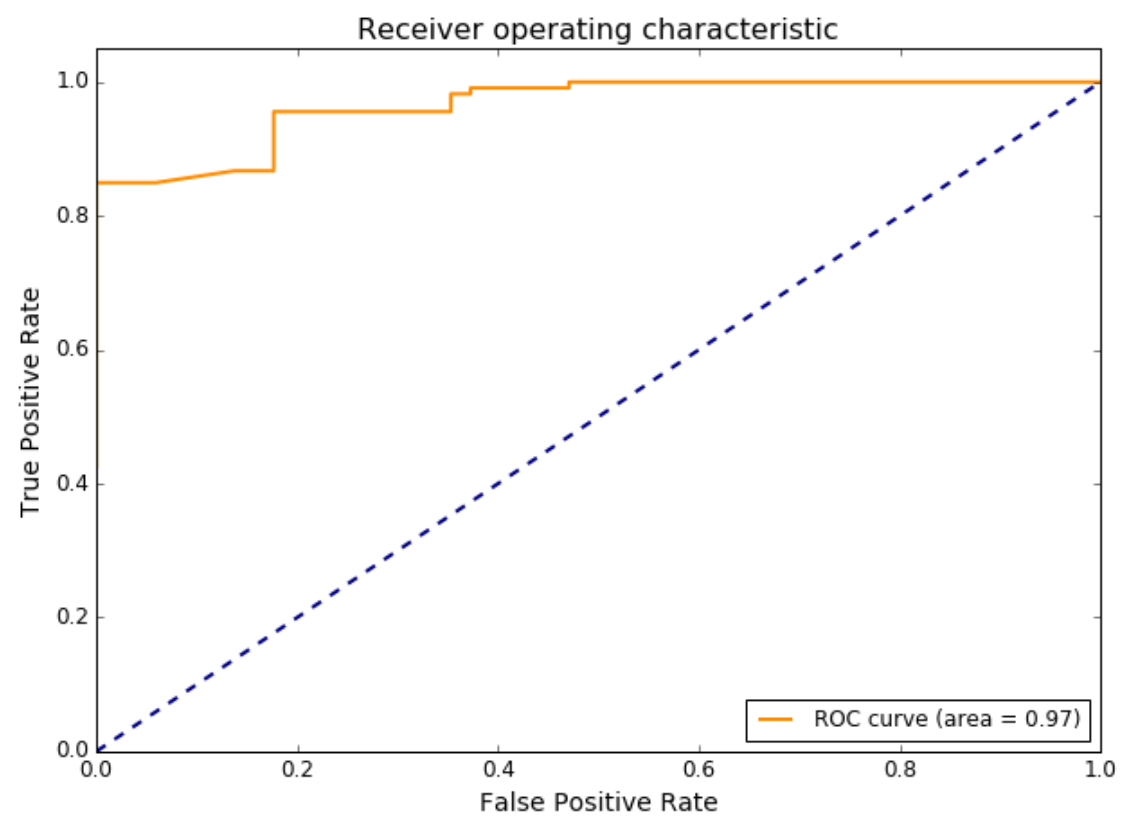 Receiver operating characteristic
1.0
0.8
0.6
0.4
0.2
0.0
True Positive Rate
ROC curve (area = 0.97)
0.0 0.2 0.4 0.6 0.8 1.0
False Positive Rate